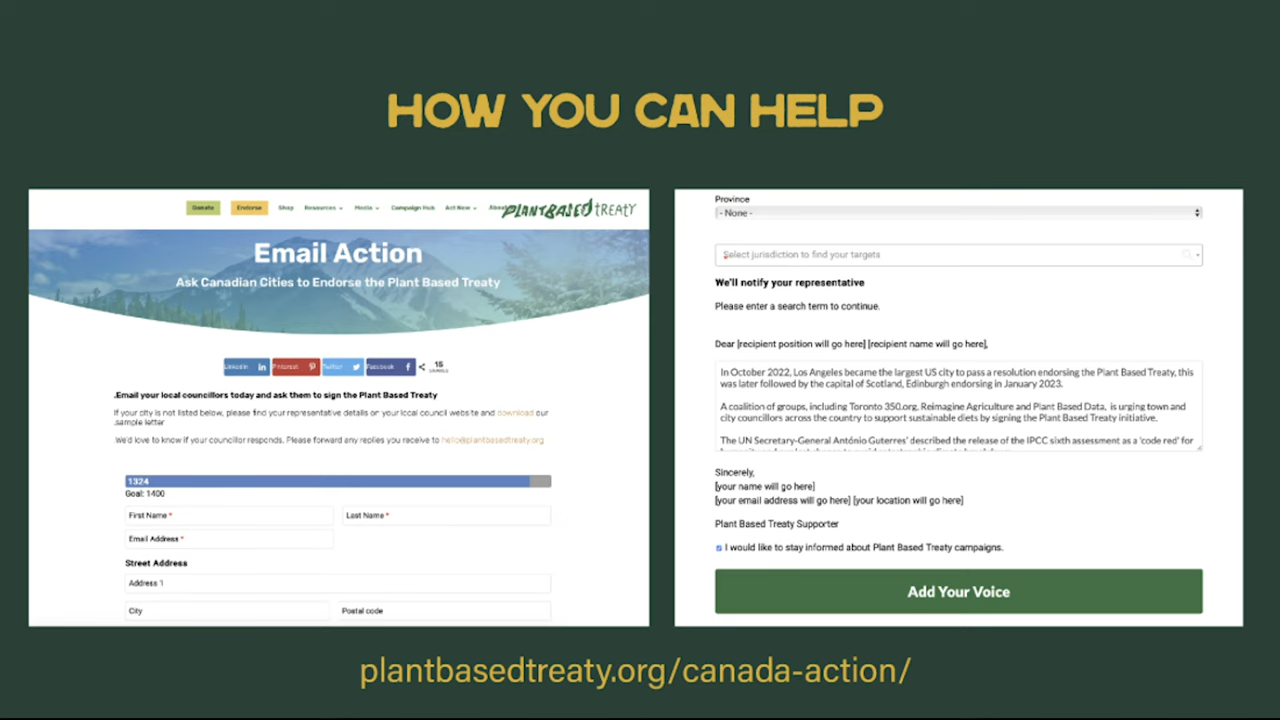 HOW YOU CAN HELP
Donate Endorse Shop Resources Media Campaign Hub Act Now About PLANT BASED TREATY
Email Action
Ask Canadian Cities to Endorse the Plant Based Treaty
LinkedIn Pinterest Twitter Facebook 15
SHARES
.Email your local councillors today and ask them to sign the Plant Based Treaty
If your city is not listed below, please find your representative details on your local council website and download our
.sample letter
We'd love to know if your councillor responds. Please forward any replies you receive to hello@plantbasedtreaty.org
1324
Goal: 1400
First Name * Last Name *
Email Address *
Street Address
Address 1
City Postal code
Province
- None -
Select jurisdiction to find your targets
We'll notify your representative
Please enter a search term to continue.
Dear [recipient position will go here] [recipient name will go here],
In October 2022, Los Angeles became the largest US city to pass a resolution endorsing the Plant Based Treaty, this
was later followed by the capital of Scotland, Edinburgh endorsing in January 2023.
A coalition of groups, including Toronto 350.org, Reimagine Agriculture and Plant Based Data, is urging town and
city councillors across the country to support sustainable diets by signing the Plant Based Treaty initiative.
The UN Secretary-General António Guterres' described the release of the IPCC sixth assessment as a 'code red' for
Sincerely,
[your name will go here]
[your email address will go here] [your location will go here]
Plant Based Treaty Supporter
I would like to stay informed about Plant Based Treaty campaigns.
Add Your Voice
plantbasedtreaty.org/canada-action/